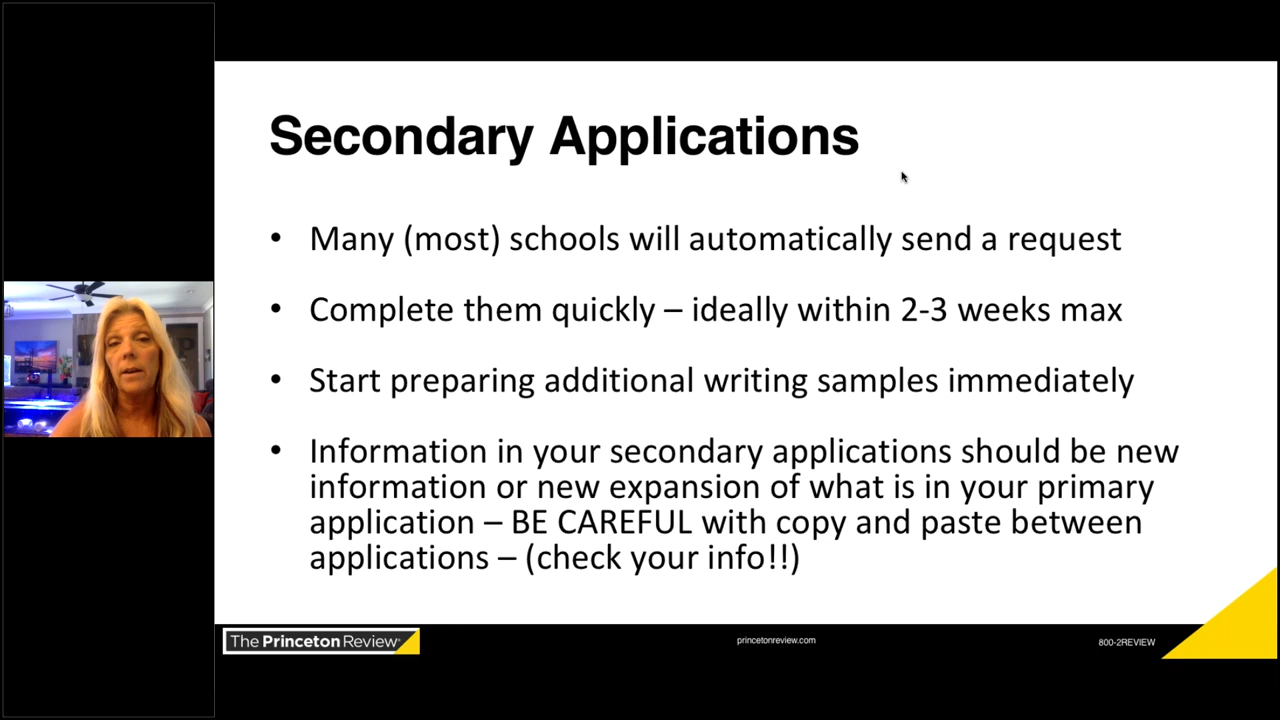 Secondary Applications
• Many (most) schools will automatically send a request
• Complete them quickly – ideally within 2-3 weeks max
• Start preparing additional writing samples immediately
• Information in your secondary applications should be new
information or new expansion of what is in your primary
application – BE CAREFUL with copy and paste between
applications – (check your info!!)
The Princeton Review®
princetonreview.com
800-2REVIEW